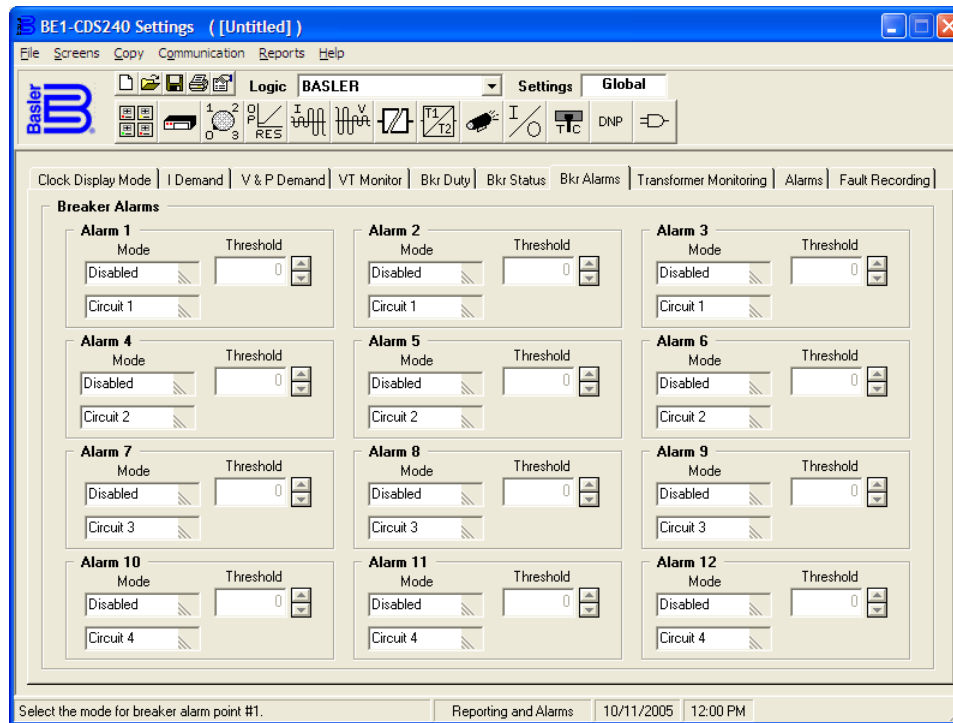 BE1-CDS240 Settings ( [Untitled] )
File Screens Copy Communication Reports Help
Basler
Logic BASLER Settings Global
O P RES I V T1 T2 I O T C DNP
1 2 0 3
Clock Display Mode I Demand V & P Demand VT Monitor Bkr Duty Bkr Status Bkr Alarms Transformer Monitoring Alarms Fault Recording
Breaker Alarms
Alarm 1 Alarm 2 Alarm 3
Mode Threshold Mode Threshold Mode Threshold
Disabled 0 Disabled 0 Disabled 0
Circuit 1 Circuit 1 Circuit 1
Alarm 4 Alarm 5 Alarm 6
Mode Threshold Mode Threshold Mode Threshold
Disabled 0 Disabled 0 Disabled 0
Circuit 2 Circuit 2 Circuit 2
Alarm 7 Alarm 8 Alarm 9
Mode Threshold Mode Threshold Mode Threshold
Disabled 0 Disabled 0 Disabled 0
Circuit 3 Circuit 3 Circuit 3
Alarm 10 Alarm 11 Alarm 12
Mode Threshold Mode Threshold Mode Threshold
Disabled 0 Disabled 0 Disabled 0
Circuit 4 Circuit 4 Circuit 4
Select the mode for breaker alarm point #1. Reporting and Alarms 10/11/2005 12:00 PM